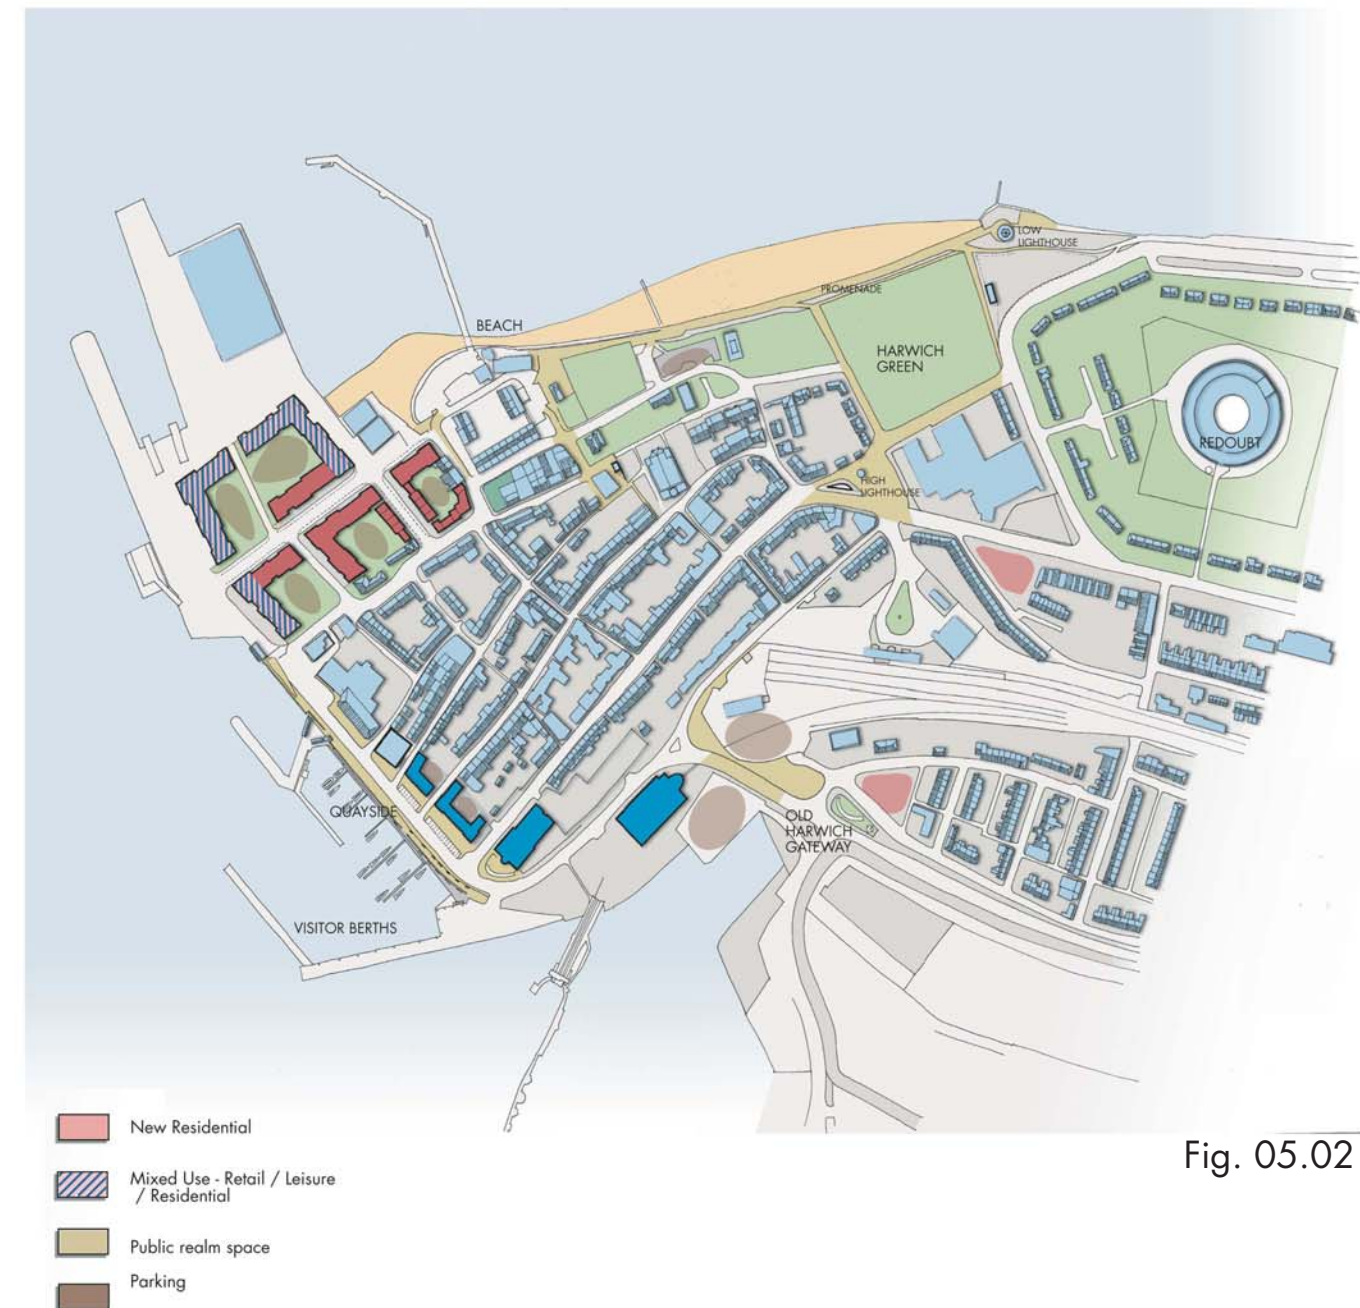 LOW
LIGHTHOUSE
PROMENADE
BEACH
HARWICH
GREEN
REDOUBT
HIGH
LIGHTHOUSE
QUAYSIDE
OLD
HARWICH
GATEWAY
VISITOR BERTHS
New Residential
Fig. 05.02
Mixed Use - Retail / Leisure
/ Residential
Public realm space
Parking